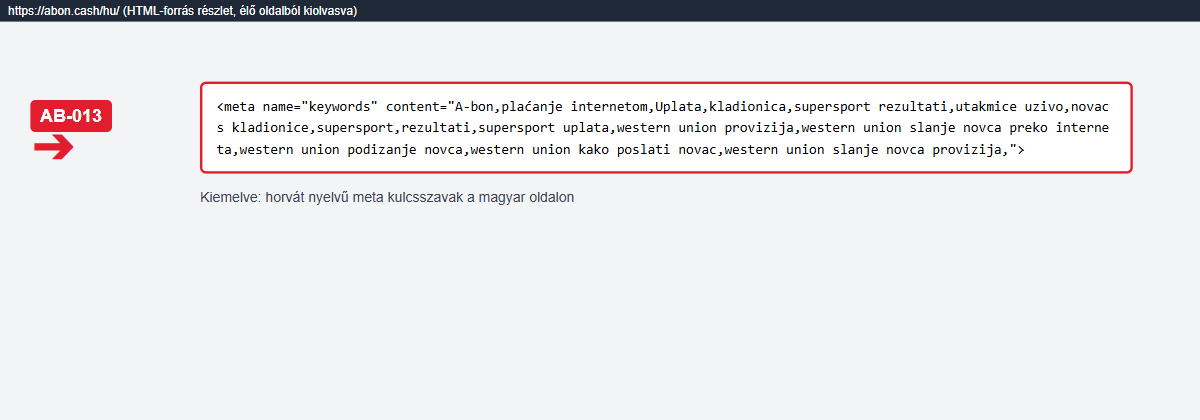 https://abon.cash/hu/ (HTML-forrás részlet, élő oldalból kiolvasva)
AB-013
<meta name="keywords" content="A-bon,plaćanje internetom,Uplata,kladionica,supersport rezultati,utakmice uzivo,novac
s kladionice,supersport,rezultati,supersport uplata,western union provizija,western union slanje novca preko interne
ta,western union podizanje novca,western union kako poslati novac,western union slanje novca provizija,">
Kiemelve: horvát nyelvű meta kulcsszavak a magyar oldalon